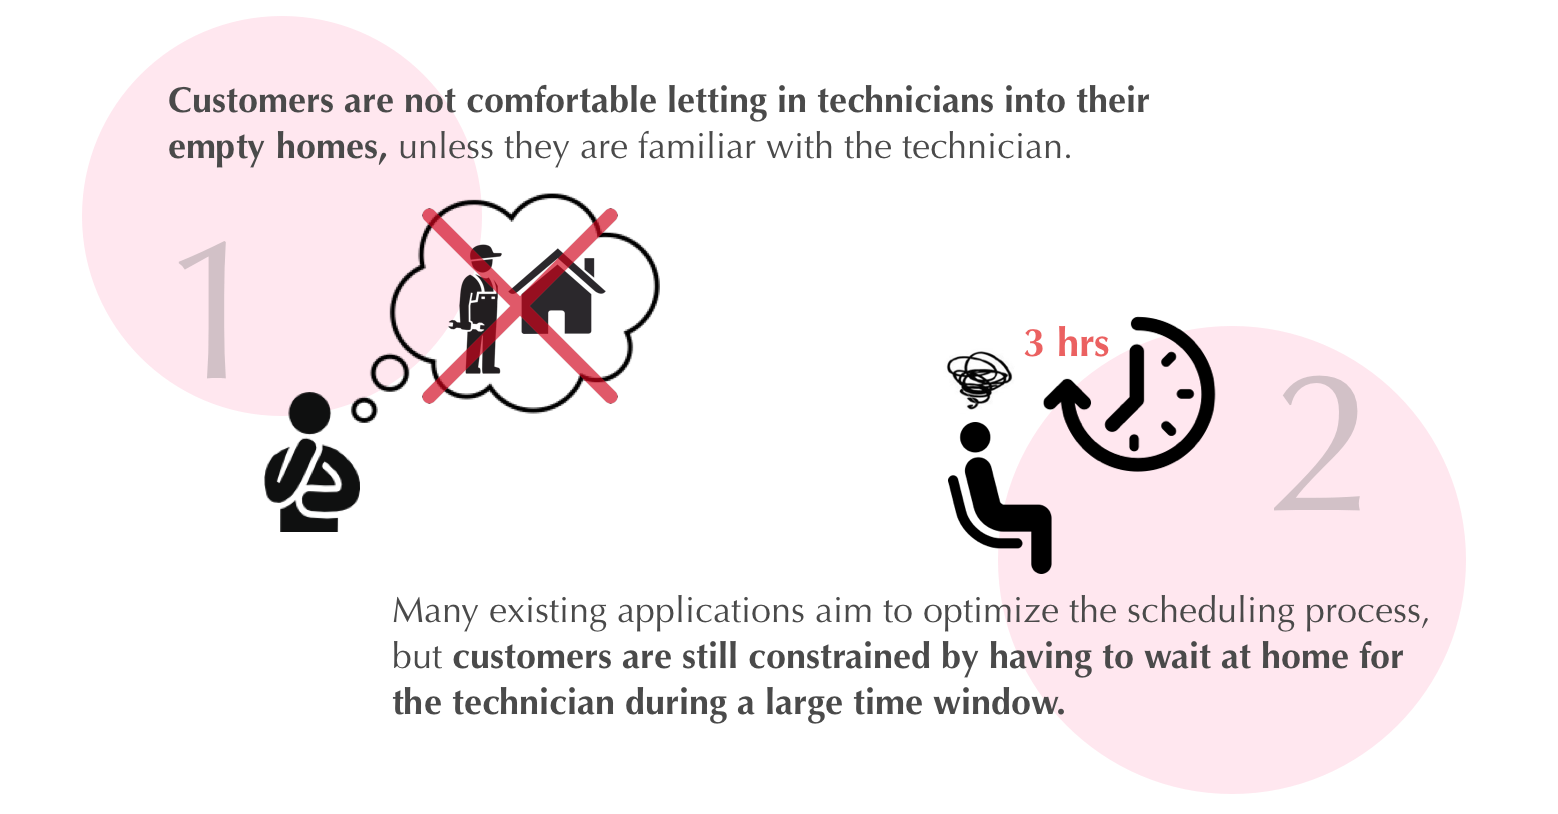 Customers are not comfortable letting in technicians into their
empty homes, unless they are familiar with the technician.
1
3 hrs
2
Many existing applications aim to optimize the scheduling process,
but customers are still constrained by having to wait at home for
the technician during a large time window.